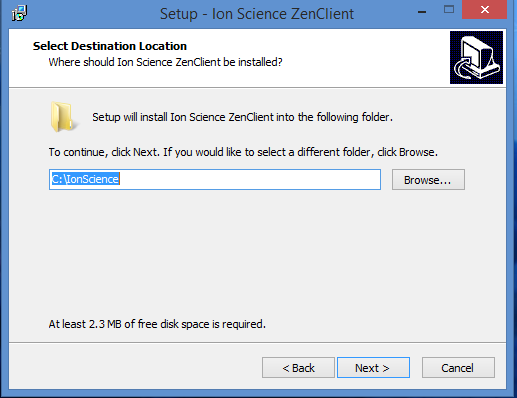 Setup - Ion Science ZenClient
Select Destination Location
Where should Ion Science ZenClient be installed?
Setup will install Ion Science ZenClient into the following folder.
To continue, click Next. If you would like to select a different folder, click Browse.
C:\IonScience
Browse...
At least 2.3 MB of free disk space is required.
< Back
Next >
Cancel